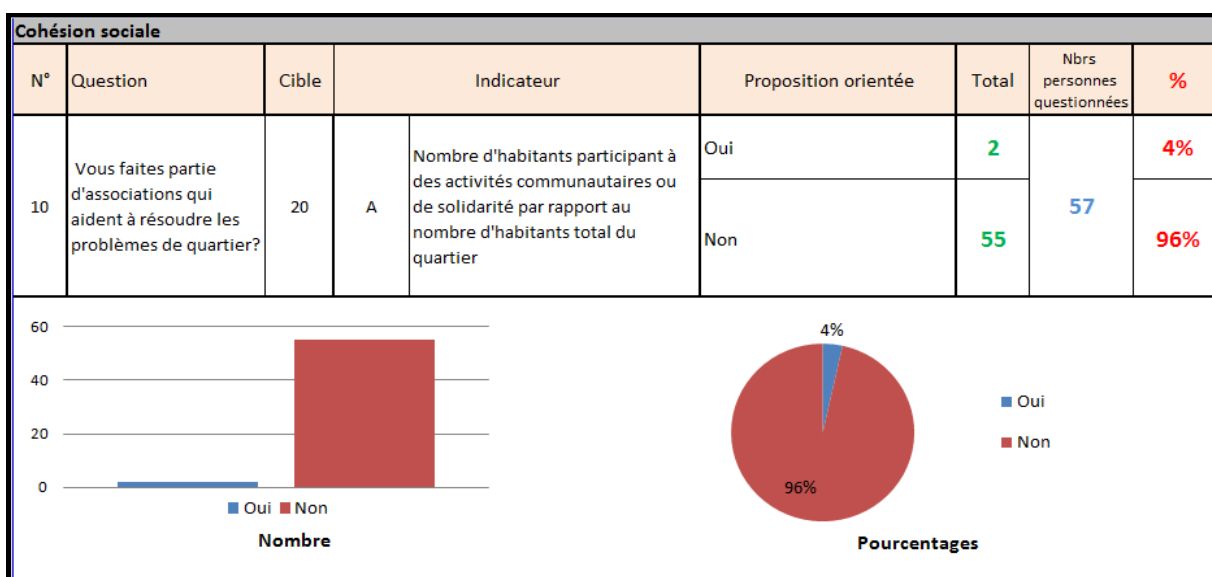 Cohésion sociale
N° Question Cible Indicateur Proposition orientée Total Nbrs personnes questionnées %
10
Vous faites partie
d'associations qui
aident à résoudre les
problèmes de quartier?
20
A
Nombre d'habitants participant à
des activités communautaires ou
de solidarité par rapport au
nombre d'habitants total du
quartier
Oui 2 4%
57
Non 55 96%
60
40
20
0
Oui Non
Nombre
4%
96%
Oui
Non
Pourcentages